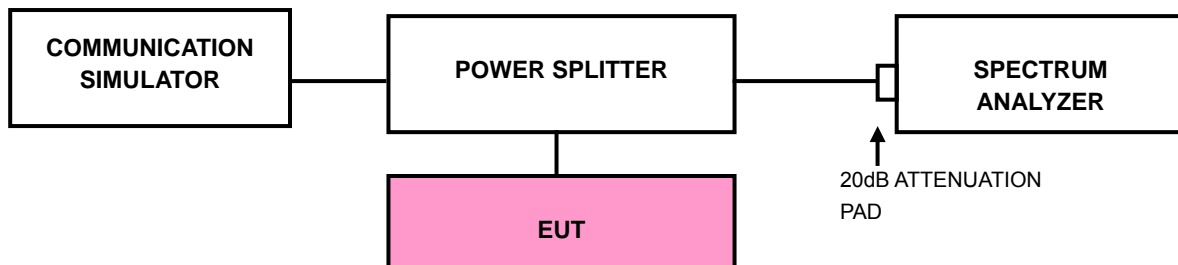 COMMUNICATION
SIMULATOR
POWER SPLITTER
SPECTRUM
ANALYZER
20dB ATTENUATION
PAD
EUT